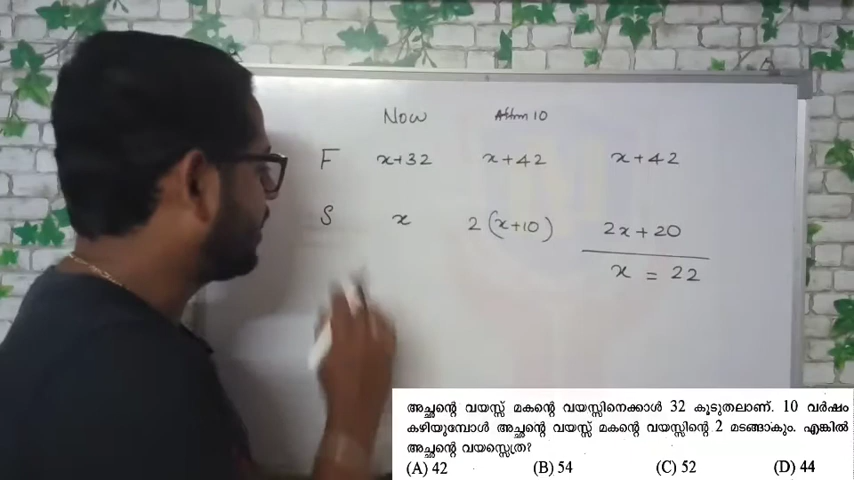 Now After 10
F x+32 x+42 x+42
S x 2(x+10) 2x+20
x = 22
അച്ഛന്റെ വയസ്സ് മകന്റെ വയസ്സിനെക്കാൾ 32 കൂടുതലാണ്. 10 വർഷം
കഴിയുമ്പോൾ അച്ഛന്റെ വയസ്സ് മകന്റെ വയസ്സിന്റെ 2 മടങ്ങാകും. എങ്കിൽ
അച്ഛന്റെ വയസ്സെത്ര?
(A) 42 (B) 54 (C) 52 (D) 44